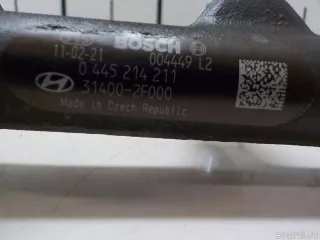 BOSCH ®
11-02-21 004449 L2
0 445 214 211
31400-2F000
Made in Czech Republic